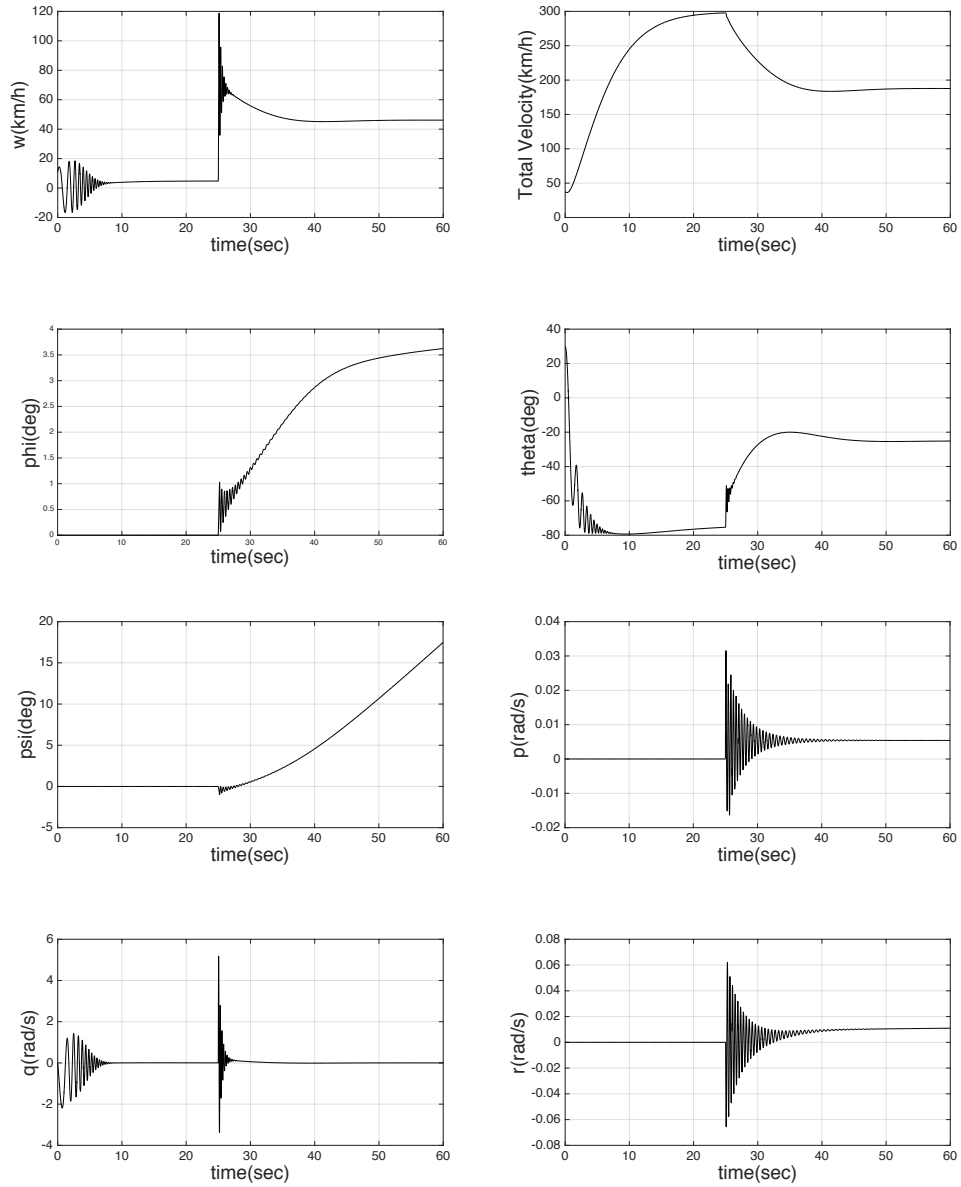 w(km/h)
120
100
80
60
40
20
0
-20
0 10 20 30 40 50 60
time(sec)
Total Velocity(km/h)
300
250
200
150
100
50
0
0 10 20 30 40 50 60
time(sec)
phi(deg)
4
3.5
3
2.5
2
1.5
1
0.5
0
0 10 20 30 40 50 60
time(sec)
theta(deg)
40
20
0
-20
-40
-60
-80
0 10 20 30 40 50 60
time(sec)
psi(deg)
20
15
10
5
0
-5
0 10 20 30 40 50 60
time(sec)
p(rad/s)
0.04
0.03
0.02
0.01
0
-0.01
-0.02
0 10 20 30 40 50 60
time(sec)
q(rad/s)
6
4
2
0
-2
-4
0 10 20 30 40 50 60
time(sec)
r(rad/s)
0.08
0.06
0.04
0.02
0
-0.02
-0.04
-0.06
-0.08
0 10 20 30 40 50 60
time(sec)